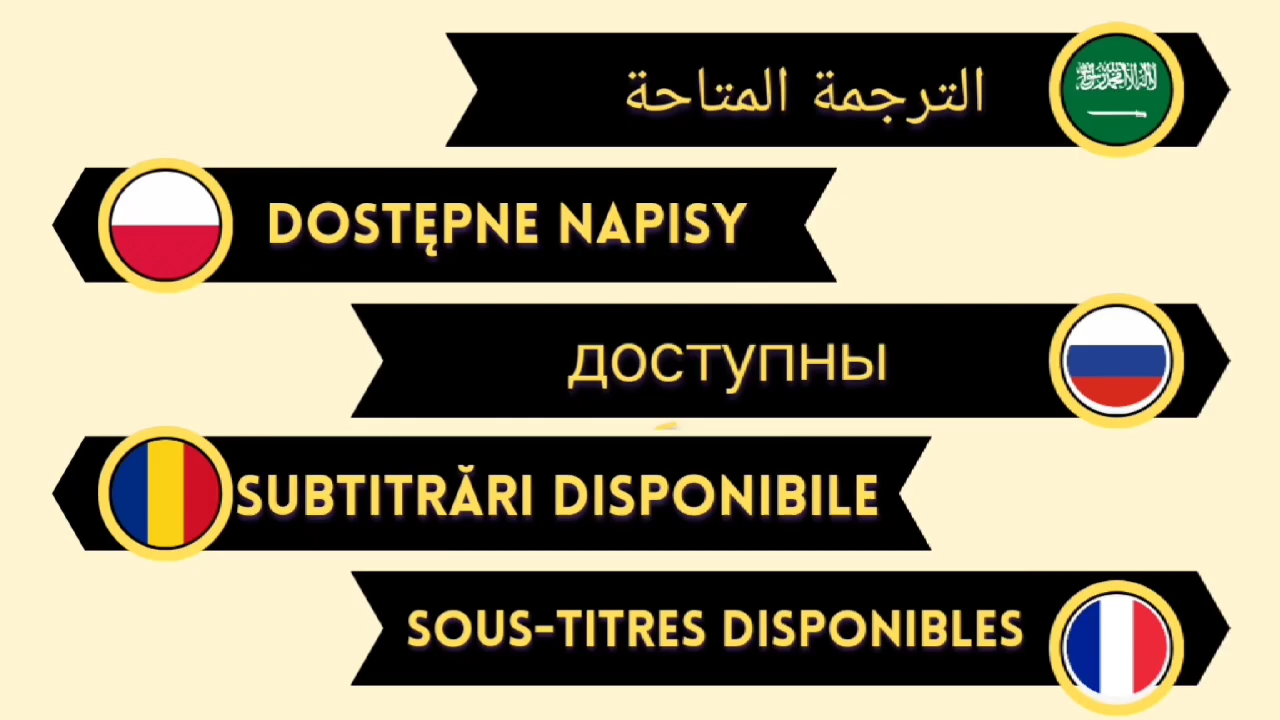 الترجمة المتاحة
DOSTĘPNE NAPISY
доступны
SUBTITRĂRI DISPONIBILE
SOUS-TITRES DISPONIBLES